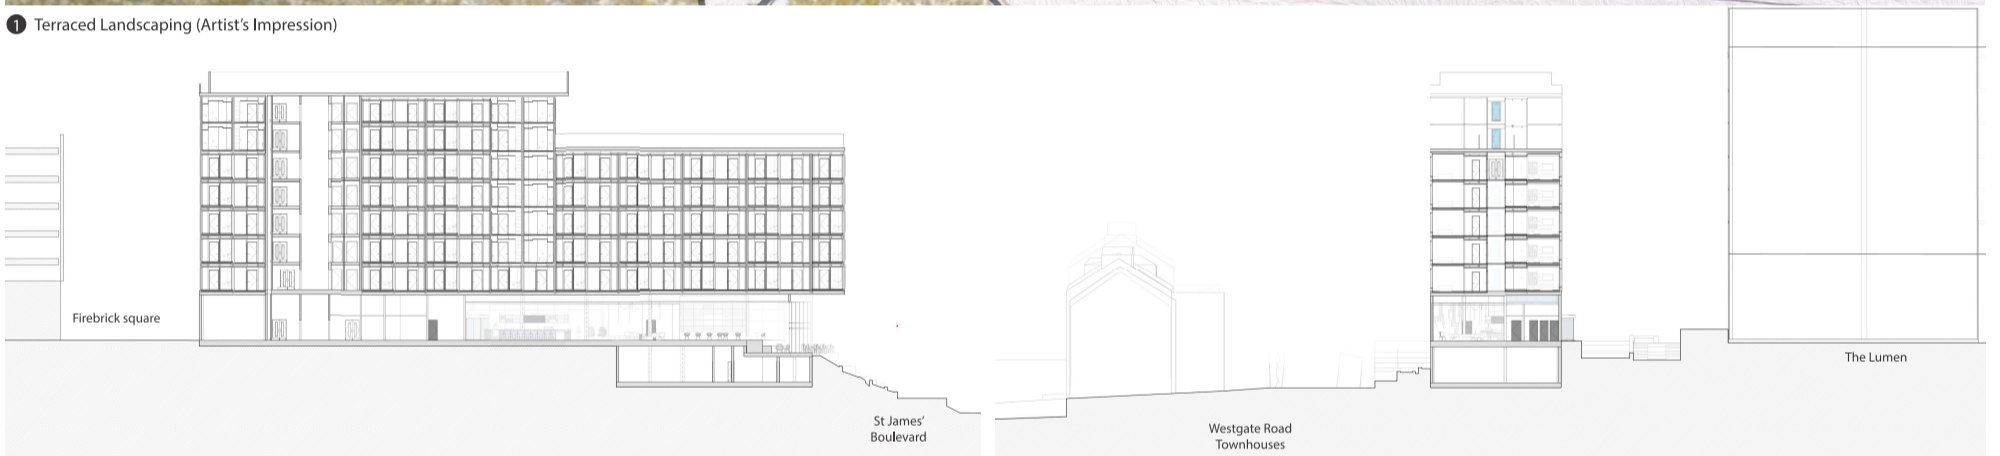 1 Terraced Landscaping (Artist’s Impression)
Firebrick square
St James’
Boulevard
Westgate Road
Townhouses
The Lumen